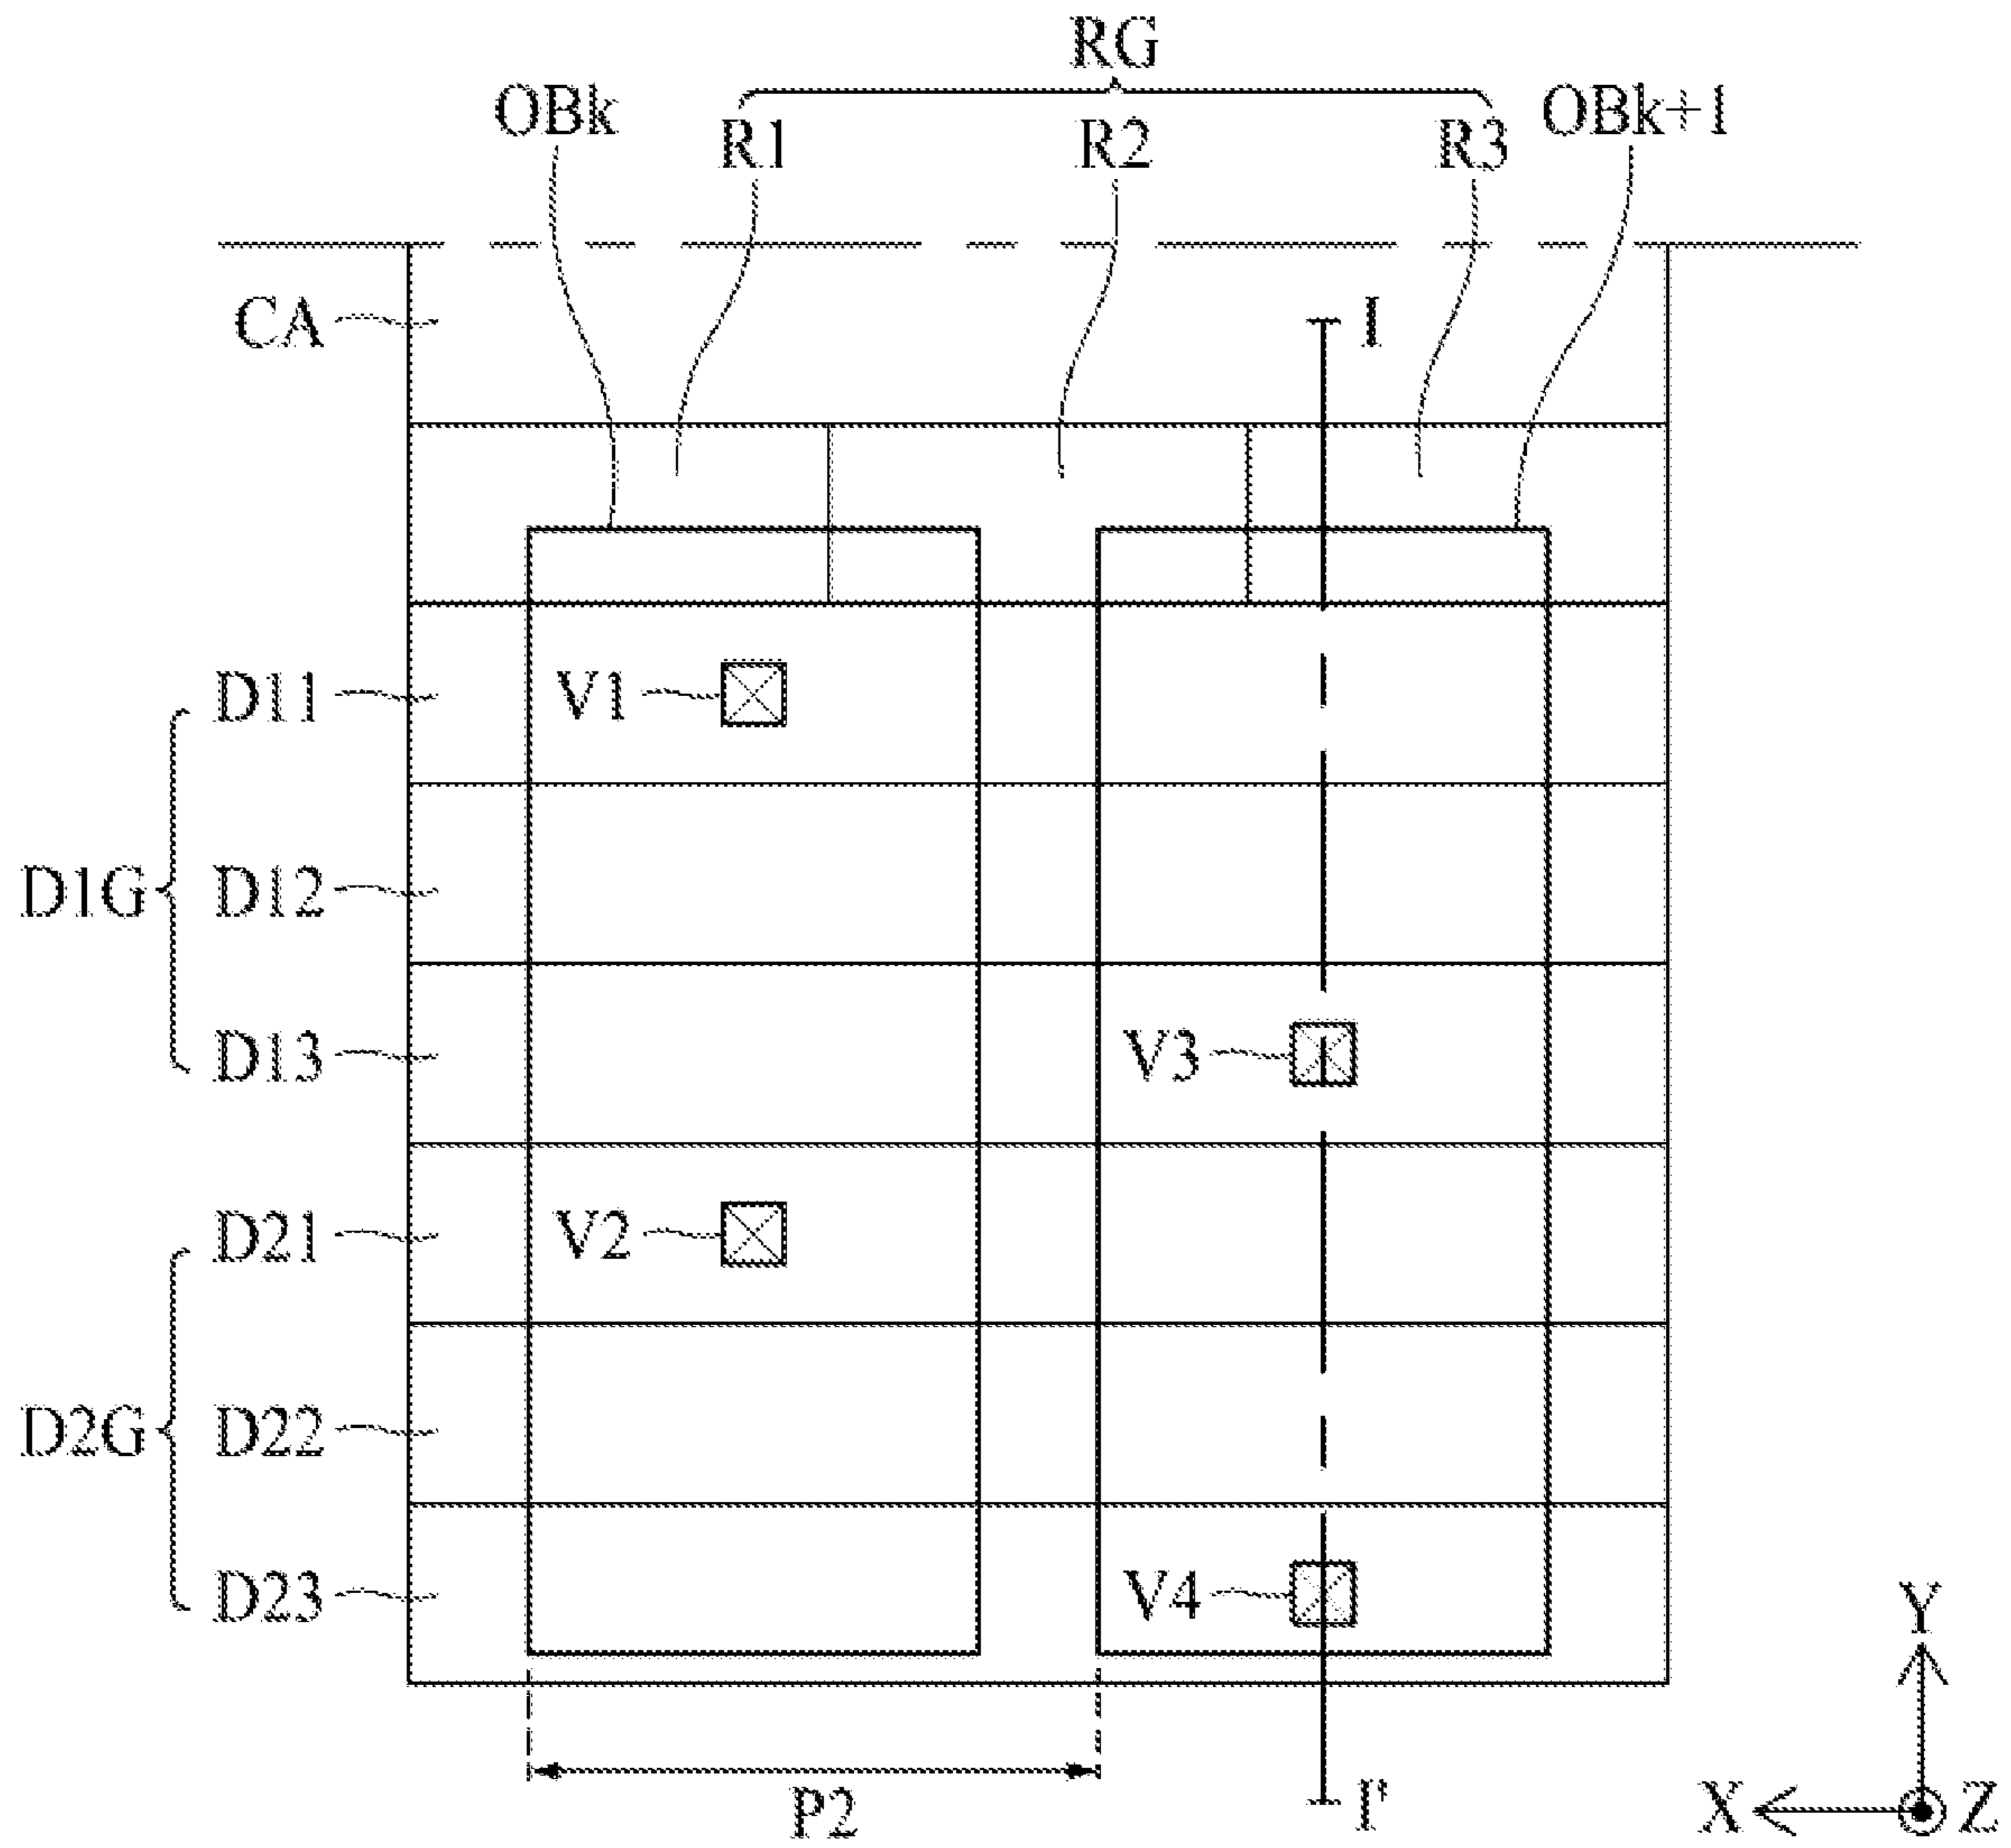 RG
OBk R1 R2 R3 OBk+1
CA I
D11 V1
D1G D12
D13 V3
D21 V2
D2G D22
D23 V4
Y
P2 I' X Z